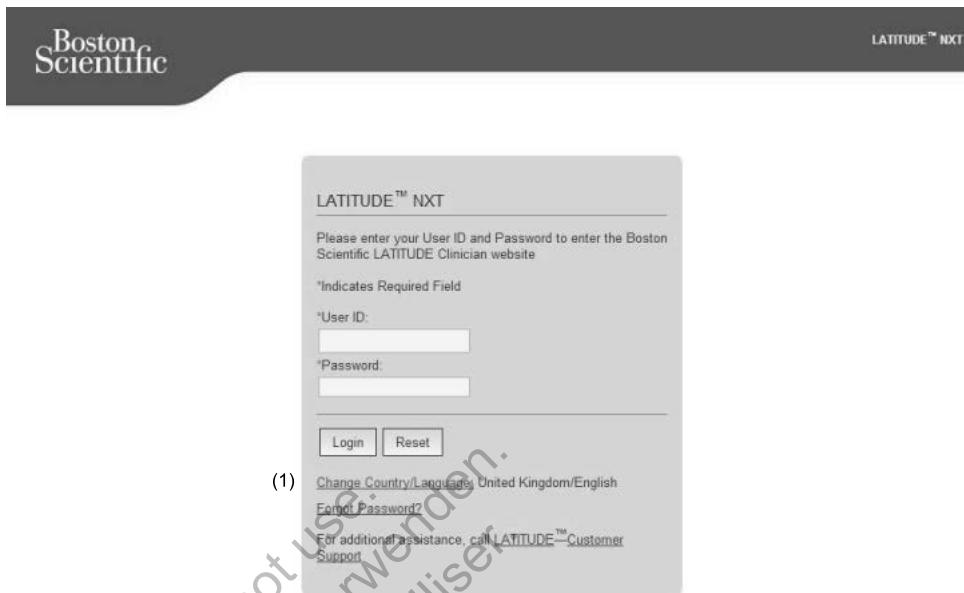 Boston
Scientific
LATITUDE™ NXT
LATITUDE™ NXT
Please enter your User ID and Password to enter the Boston
Scientific LATITUDE Clinician website
*Indicates Required Field
*User ID:
*Password:
Login Reset
(1) Change Country/Language: United Kingdom/English
Forgot Password?
For additional assistance, call LATITUDE™ Customer
Support
not use.